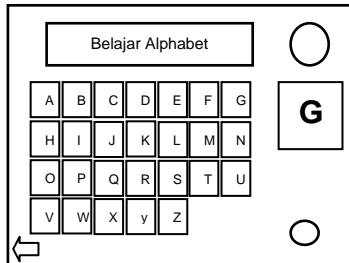 Belajar Alphabet
A B C D E F G
G
H I J K L M N
O P Q R S T U
V W X y Z